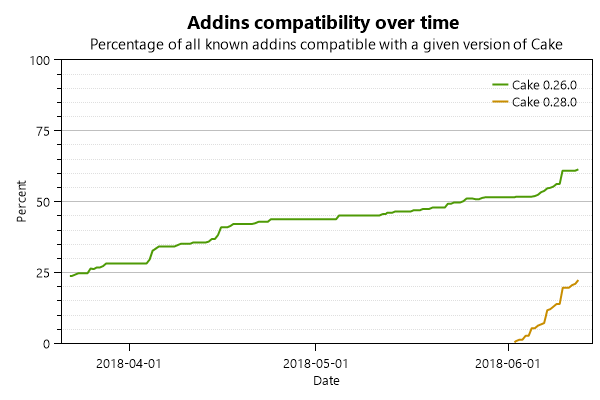 Addins compatibility over time
Percentage of all known addins compatible with a given version of Cake
100
Cake 0.26.0
Cake 0.28.0
75
50
25
0
Percent
2018-04-01
2018-05-01
2018-06-01
Date